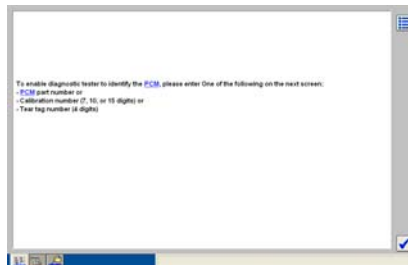 To enable diagnostic tester to identify the PCM, please enter One of the following on the next screen:
- PCM part number or
- Calibration number (7, 10, or 15 digits) or
- Tear tag number (4 digits)